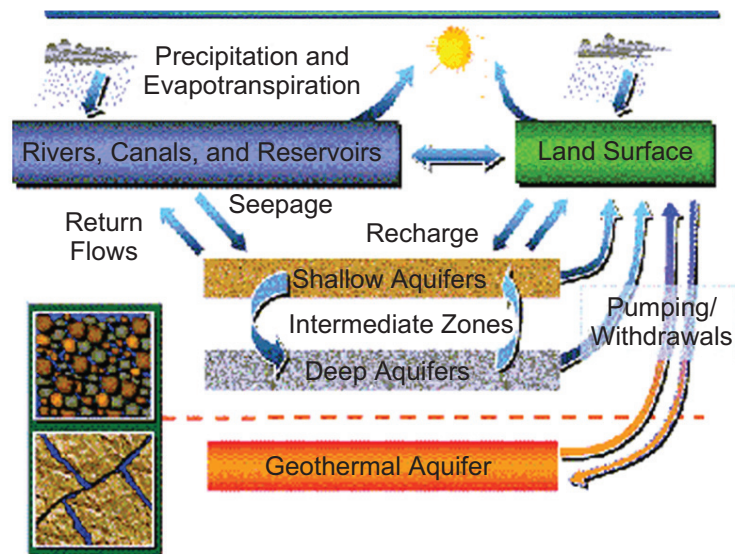 Precipitation and
Evapotranspiration
Rivers, Canals, and Reservoirs
Land Surface
Seepage
Return
Flows
Recharge
Shallow Aquifers
Intermediate Zones
Pumping/
Withdrawals
Deep Aquifers
Geothermal Aquifer